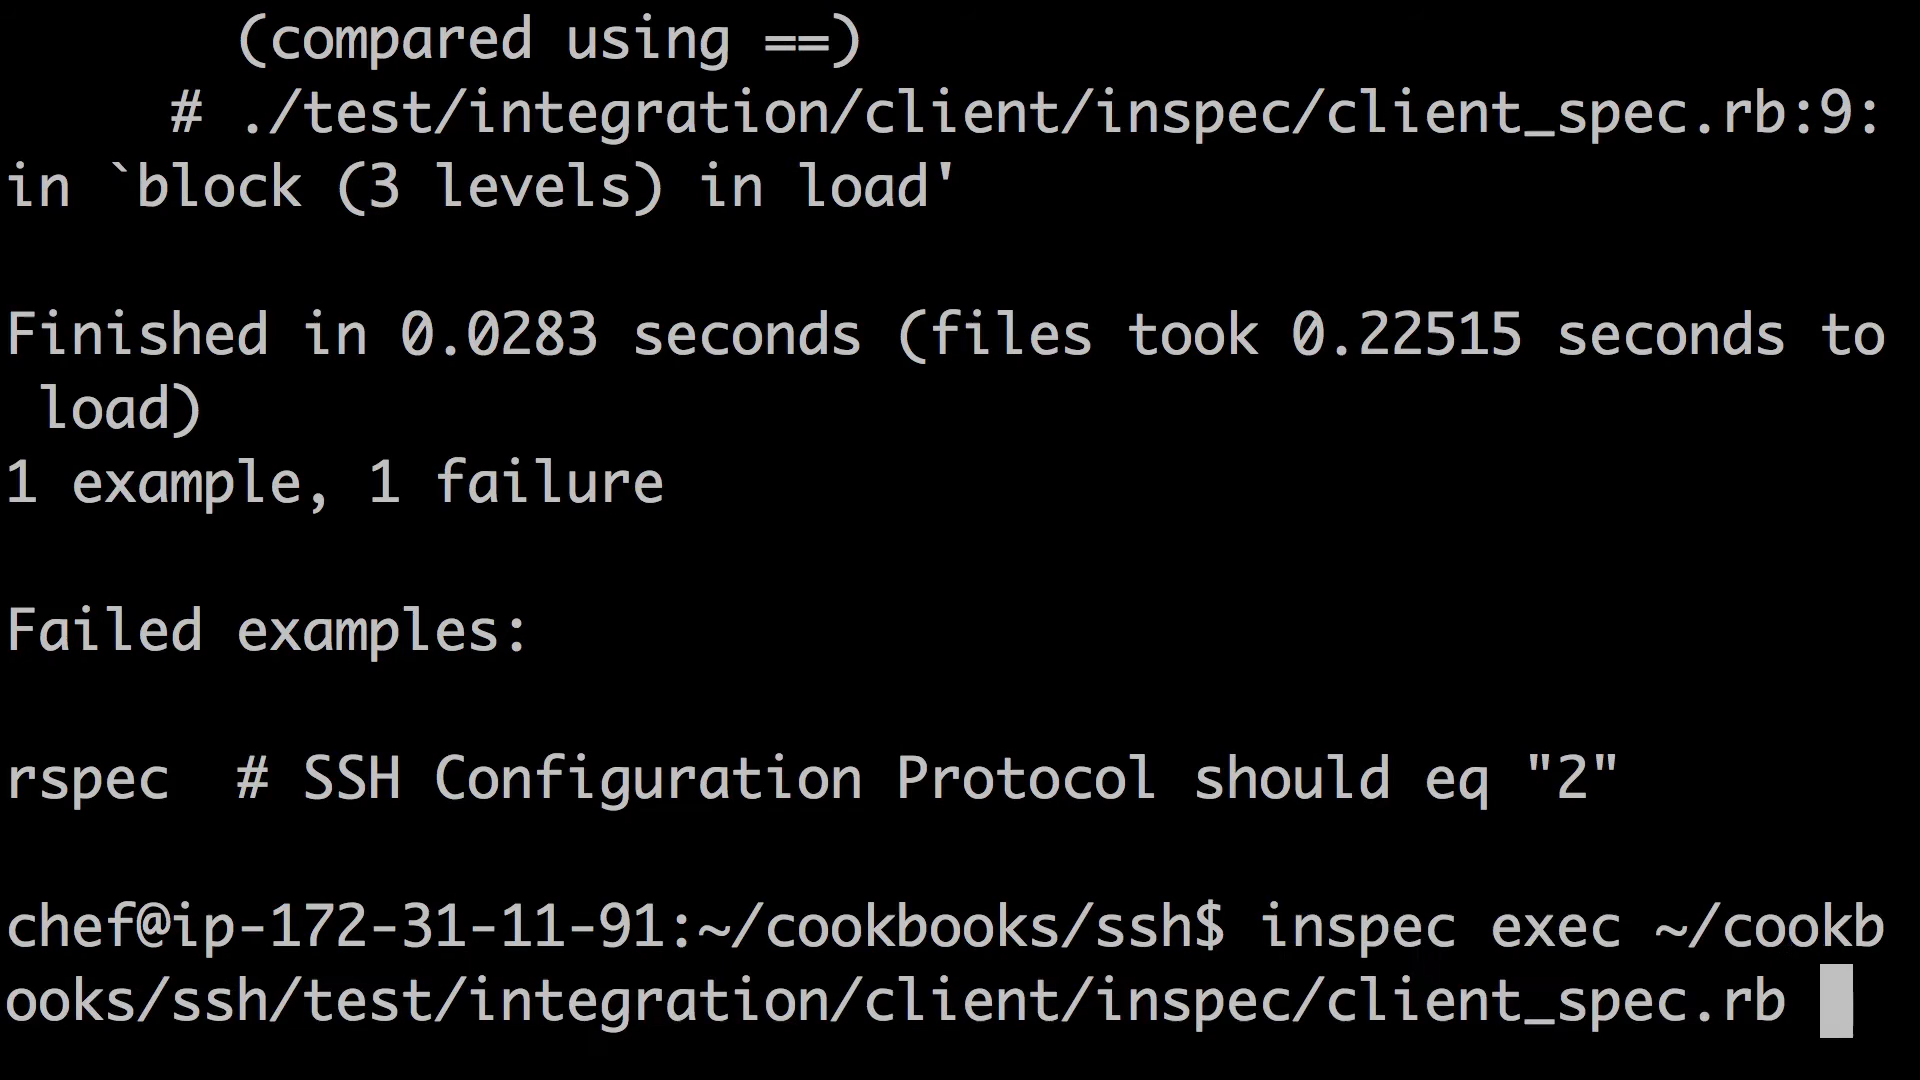 (compared using ==)
# ./test/integration/client/inspec/client_spec.rb:9:
in `block (3 levels) in load'
Finished in 0.0283 seconds (files took 0.22515 seconds to
load)
1 example, 1 failure
Failed examples:
rspec  # SSH Configuration Protocol should eq "2"
chef@ip-172-31-11-91:~/cookbooks/ssh$ inspec exec ~/cookb
ooks/ssh/test/integration/client/inspec/client_spec.rb